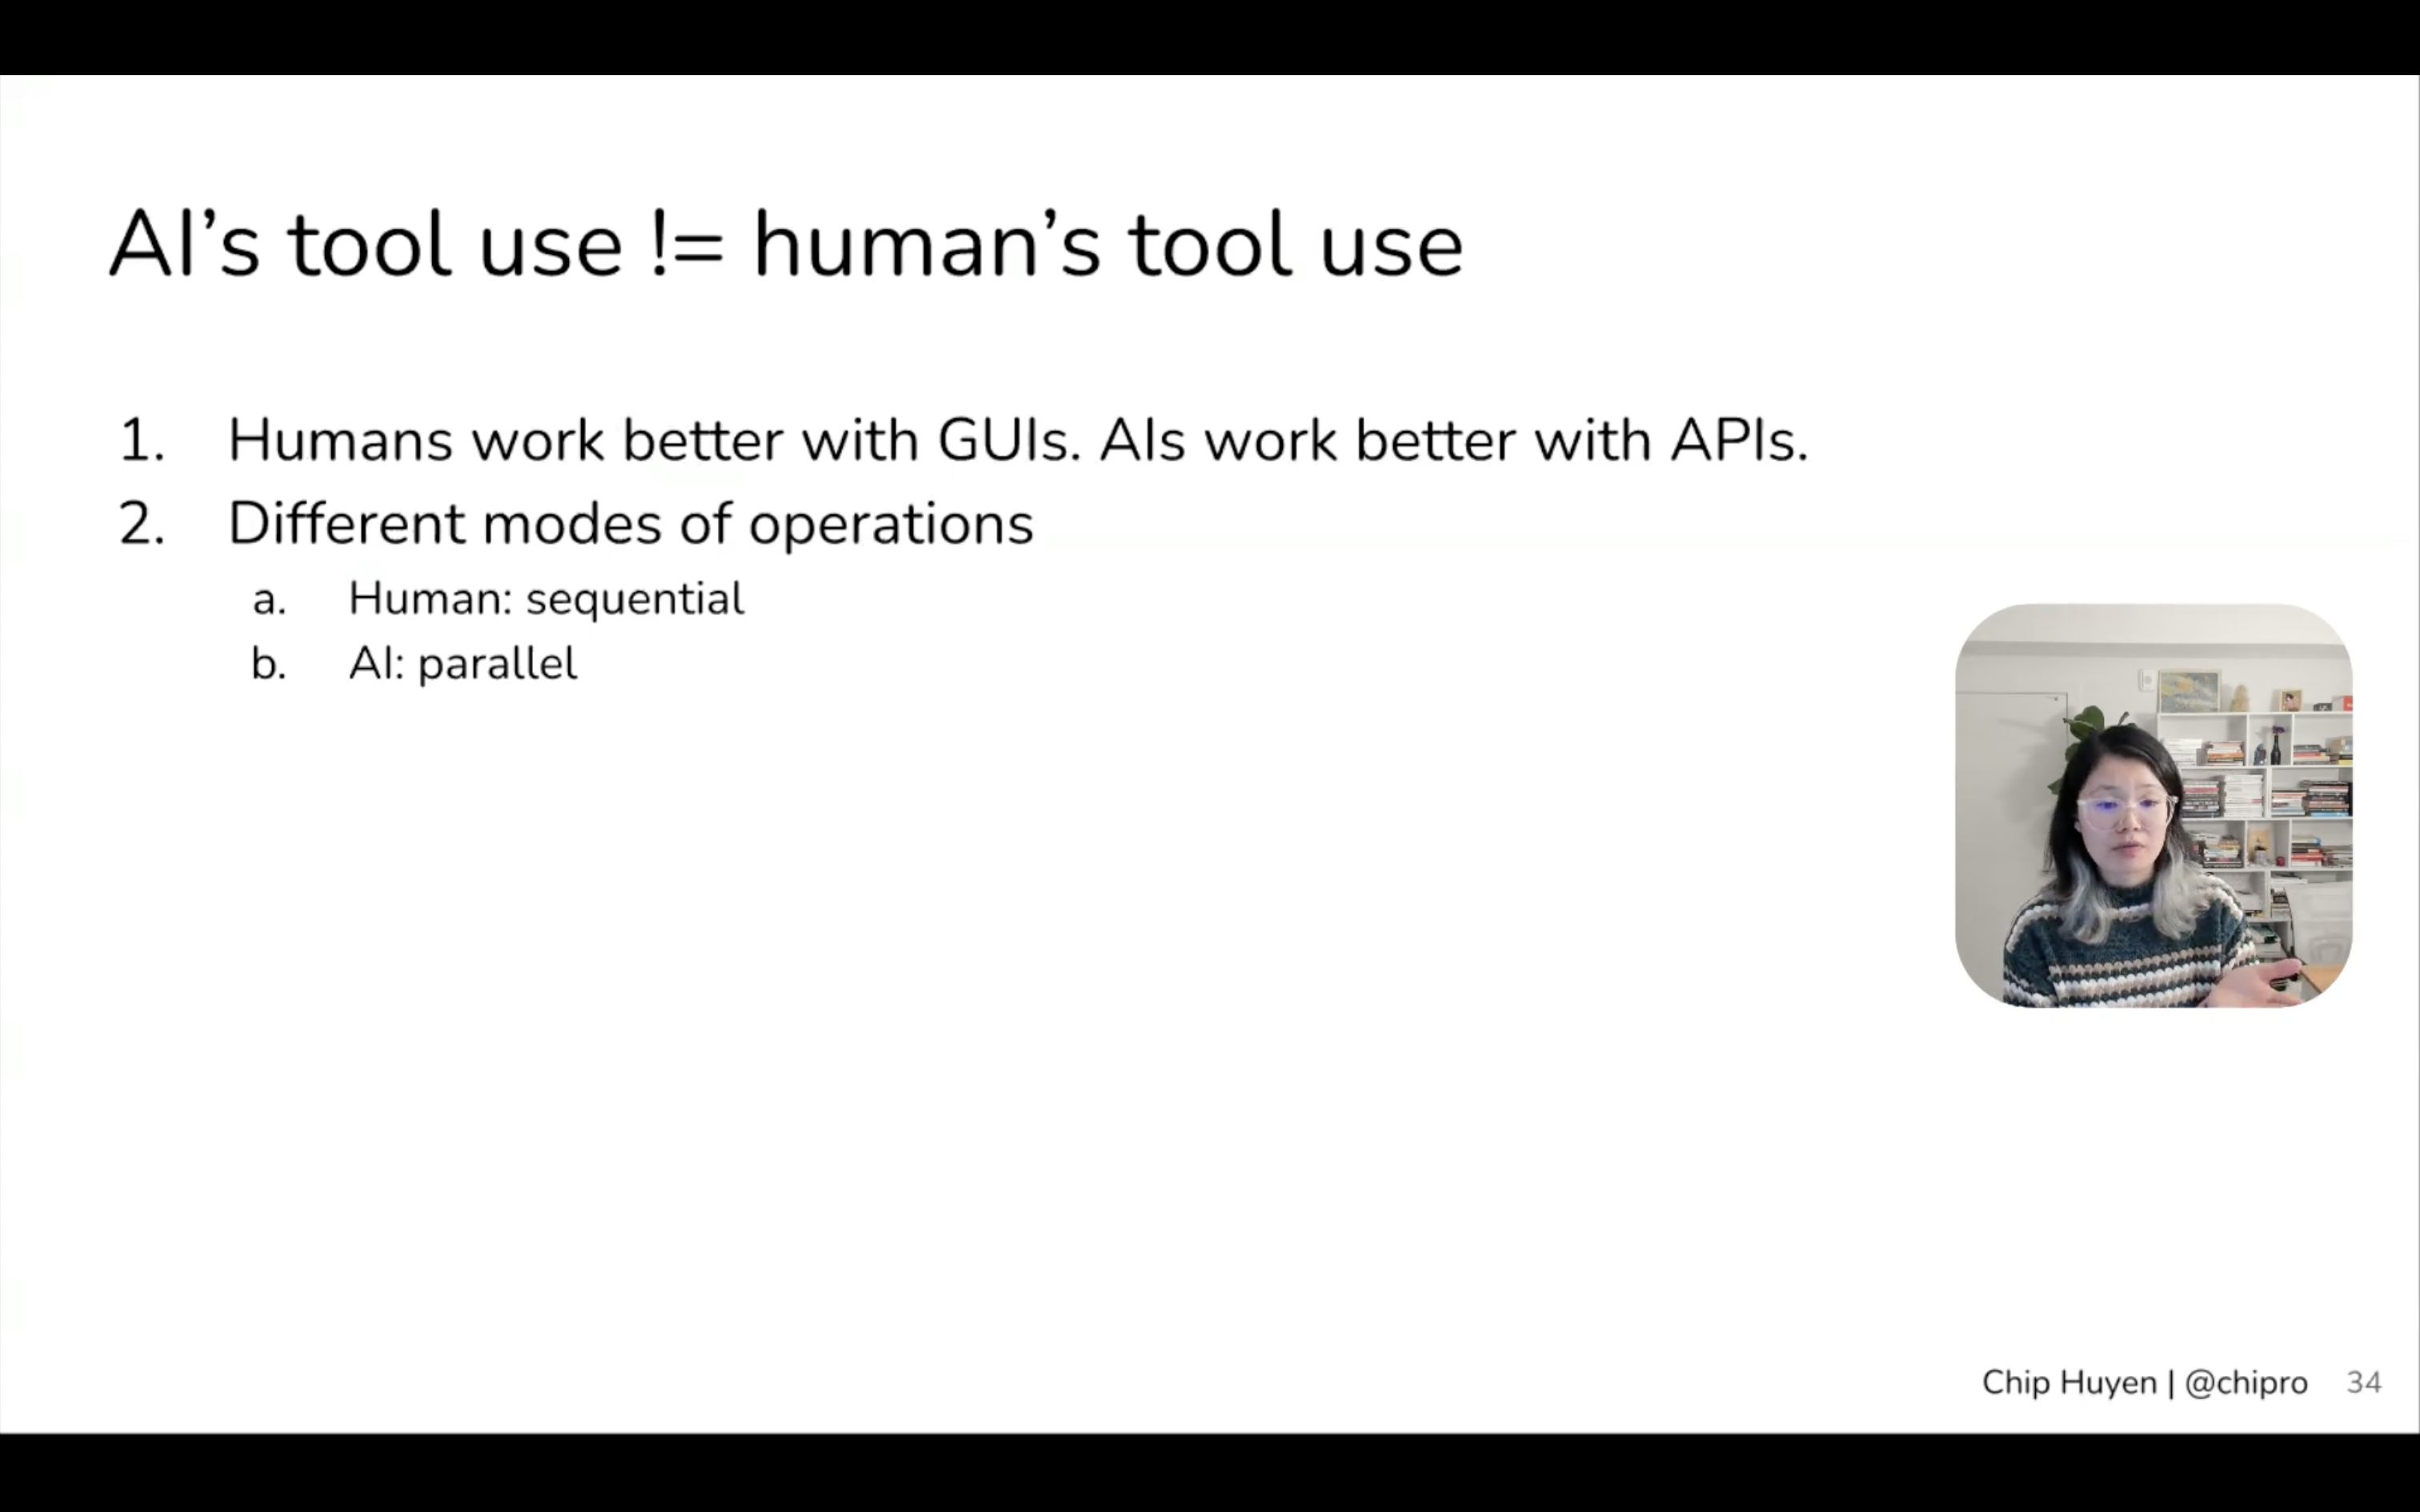 AI’s tool use != human’s tool use
1. Humans work better with GUIs. AIs work better with APIs.
2. Different modes of operations
a. Human: sequential
b. AI: parallel
Chip Huyen | @chipro 34